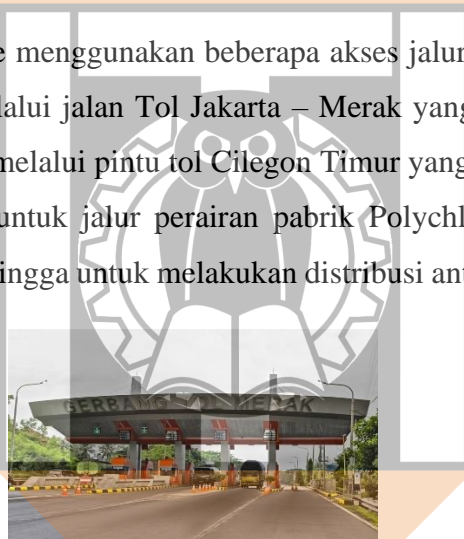 e menggunakan beberapa akses jalur
lalui jalan Tol Jakarta – Merak yang
melalui pintu tol Cilegon Timur yang
untuk jalur perairan pabrik Polychl
ingga untuk melakukan distribusi ant
GERBANG MERAK